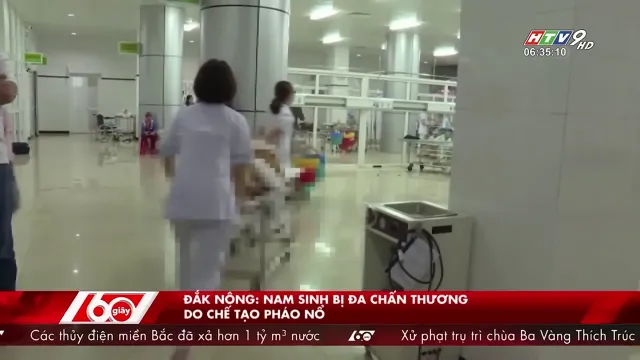 HTV9 HD
06:35:10
60 giây
ĐẮK NÔNG: NAM SINH BỊ ĐA CHẤN THƯƠNG
DO CHẾ TẠO PHÁO NỔ
Các thủy điện miền Bắc đã xả hơn 1 tỷ m³ nước 60 giây Xử phạt trụ trì chùa Ba Vàng Thích Trúc